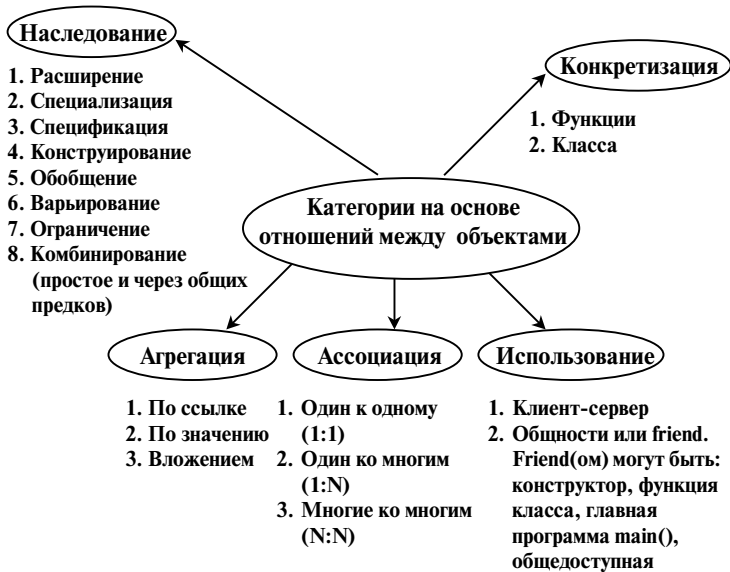 Наследование
1. Расширение
2. Специализация
3. Спецификация
4. Конструирование
5. Обобщение
6. Варьирование
7. Ограничение
8. Комбинирование
(простое и через общих
предков)
Конкретизация
1. Функции
2. Класса
Категории на основе
отношений между объектами
Агрегация
1. По ссылке
2. По значению
3. Вложением
Ассоциация
1. Один к одному
(1:1)
2. Один ко многим
(1:N)
3. Многие ко многим
(N:N)
Использование
1. Клиент-сервер
2. Общности или friend.
Friend(ом) могут быть:
конструктор, функция
класса, главная
программа main(),
общедоступная